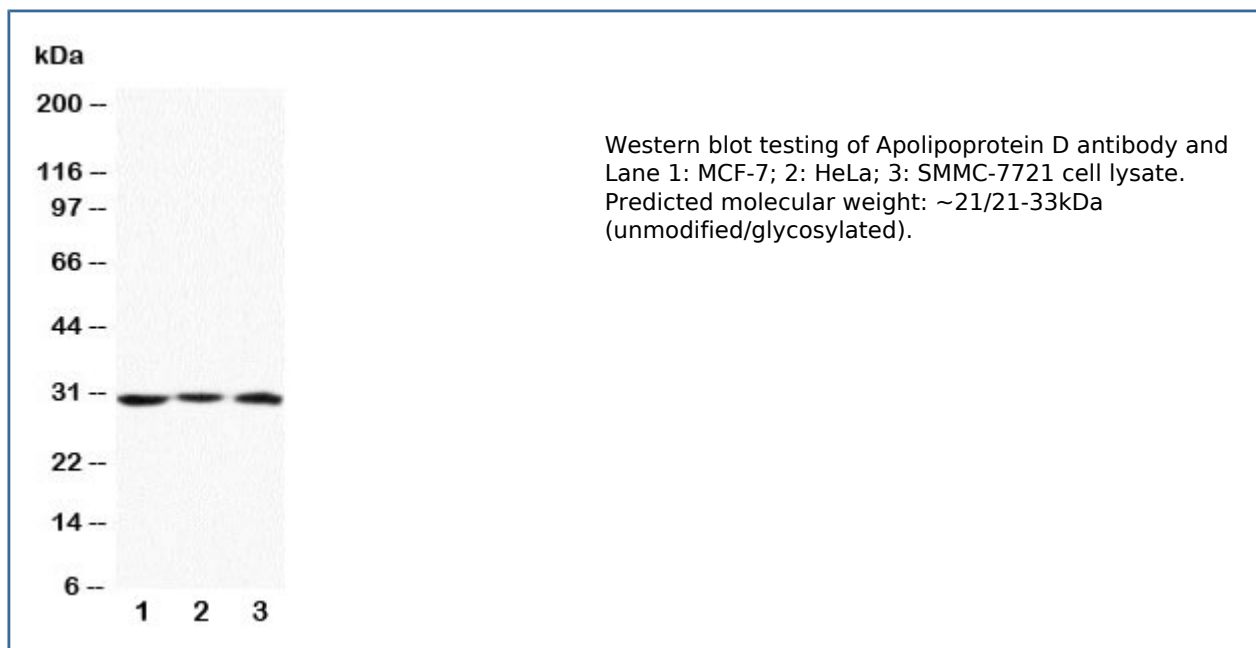 kDa
200 --
116 --
97 --
66 --
44 --
31 --
22 --
14 --
6 --
1 2 3
Western blot testing of Apolipoprotein D antibody and
Lane 1: MCF-7; 2: HeLa; 3: SMMC-7721 cell lysate.
Predicted molecular weight: ~21/21-33kDa
(unmodified/glycosylated).